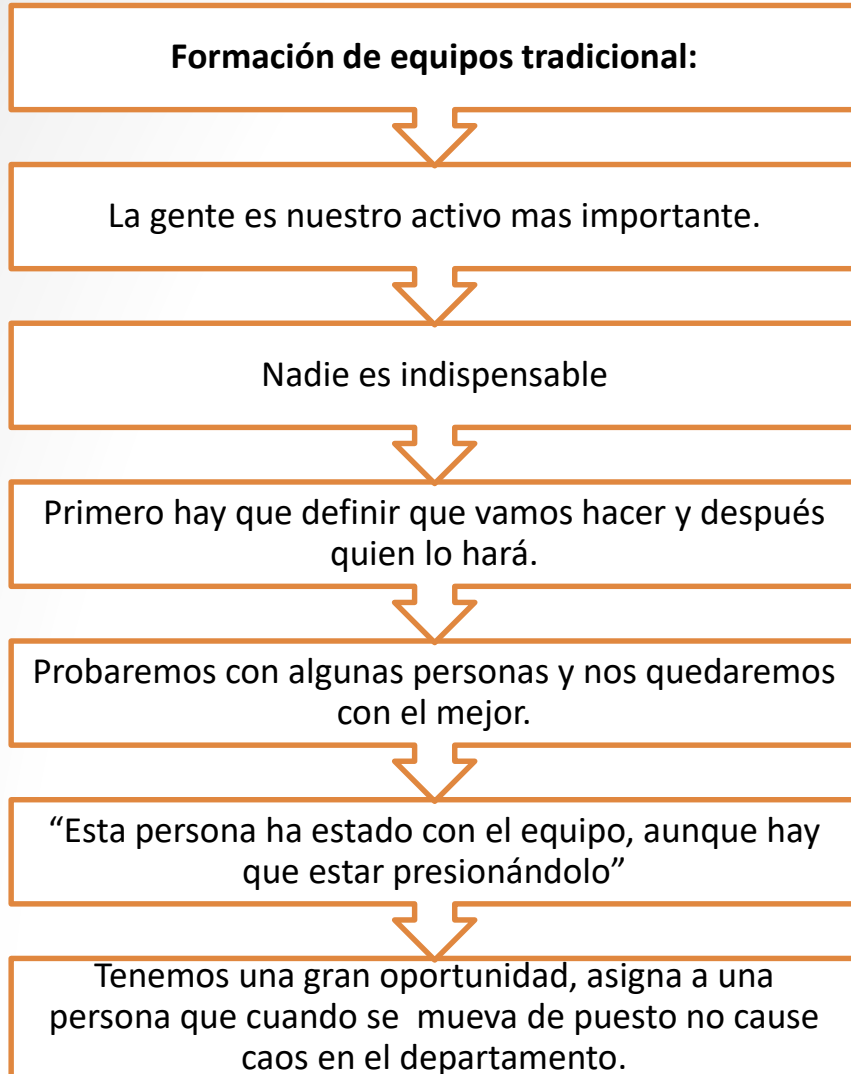 Formación de equipos tradicional:
La gente es nuestro activo mas importante.
Nadie es indispensable
Primero hay que definir que vamos hacer y después
quien lo hará.
Probaremos con algunas personas y nos quedaremos
con el mejor.
“Esta persona ha estado con el equipo, aunque hay
que estar presionándolo”
Tenemos una gran oportunidad, asigna a una
persona que cuando se  mueva de puesto no cause
caos en el departamento.